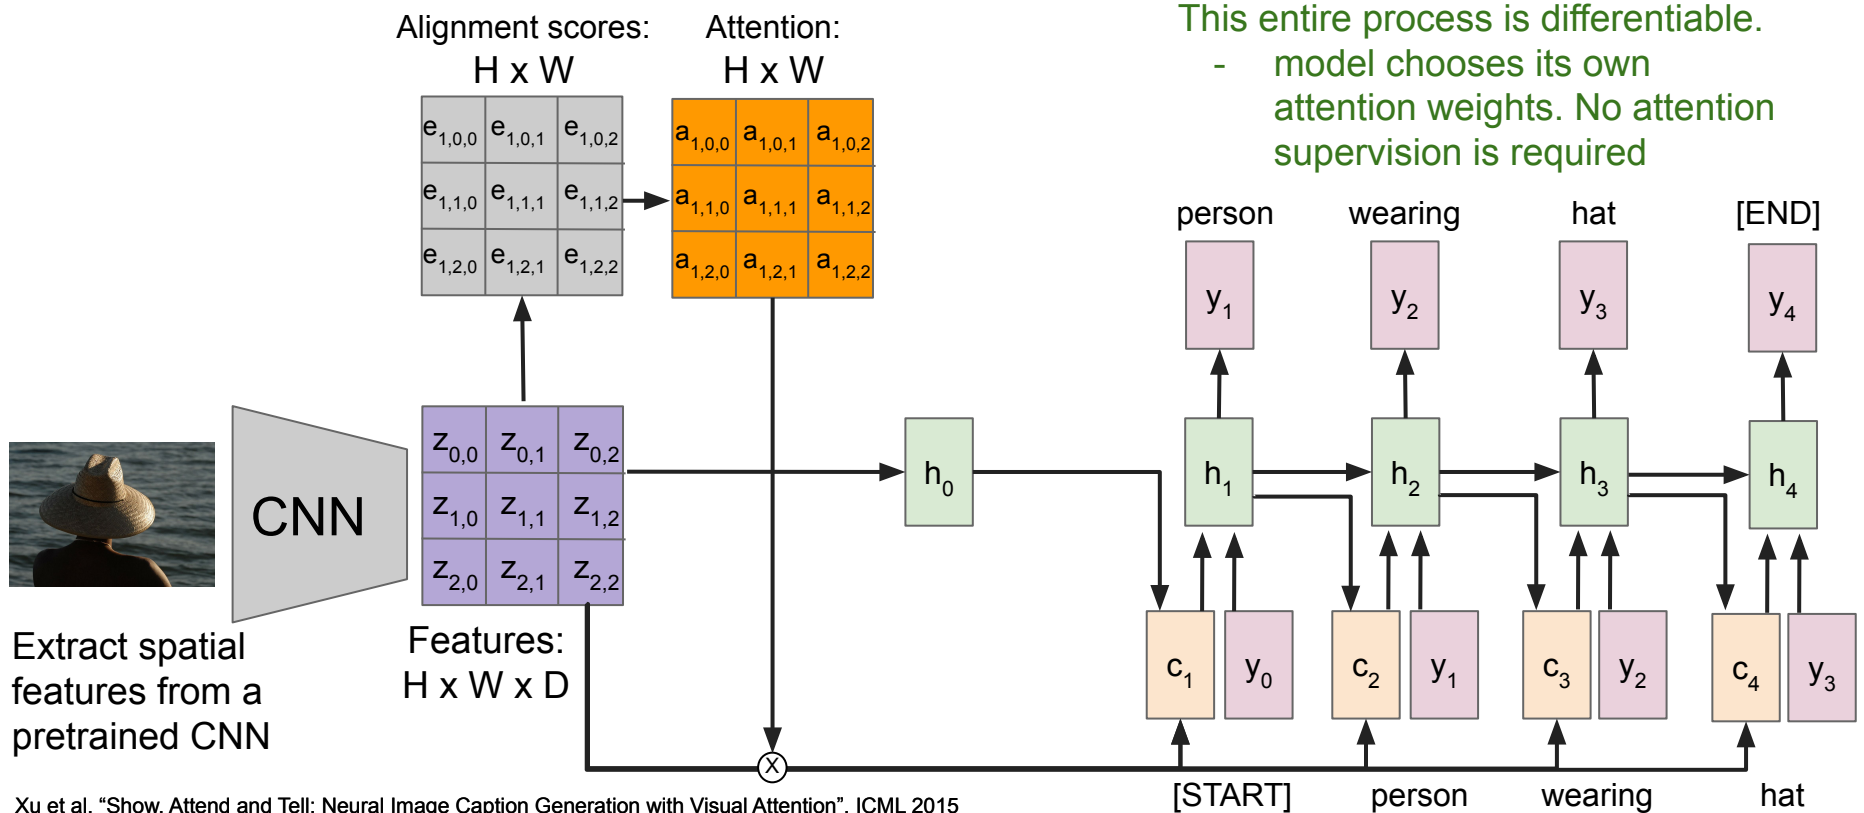 Alignment scores:
H x W
Attention:
H x W
This entire process is differentiable.
- model chooses its own
attention weights. No attention
supervision is required
e1,0,0 e1,0,1 e1,0,2
e1,1,0 e1,1,1 e1,1,2
e1,2,0 e1,2,1 e1,2,2
a1,0,0 a1,0,1 a1,0,2
a1,1,0 a1,1,1 a1,1,2
a1,2,0 a1,2,1 a1,2,2
person wearing hat [END]
y1 y2 y3 y4
CNN
z0,0 z0,1 z0,2
z1,0 z1,1 z1,2
z2,0 z2,1 z2,2
h0 h1 h2 h3 h4
Extract spatial
features from a
pretrained CNN
Features:
H x W x D
c1 y0 c2 y1 c3 y2 c4 y3
X
[START] person wearing hat
Xu et al. “Show, Attend and Tell: Neural Image Caption Generation with Visual Attention”, ICML 2015